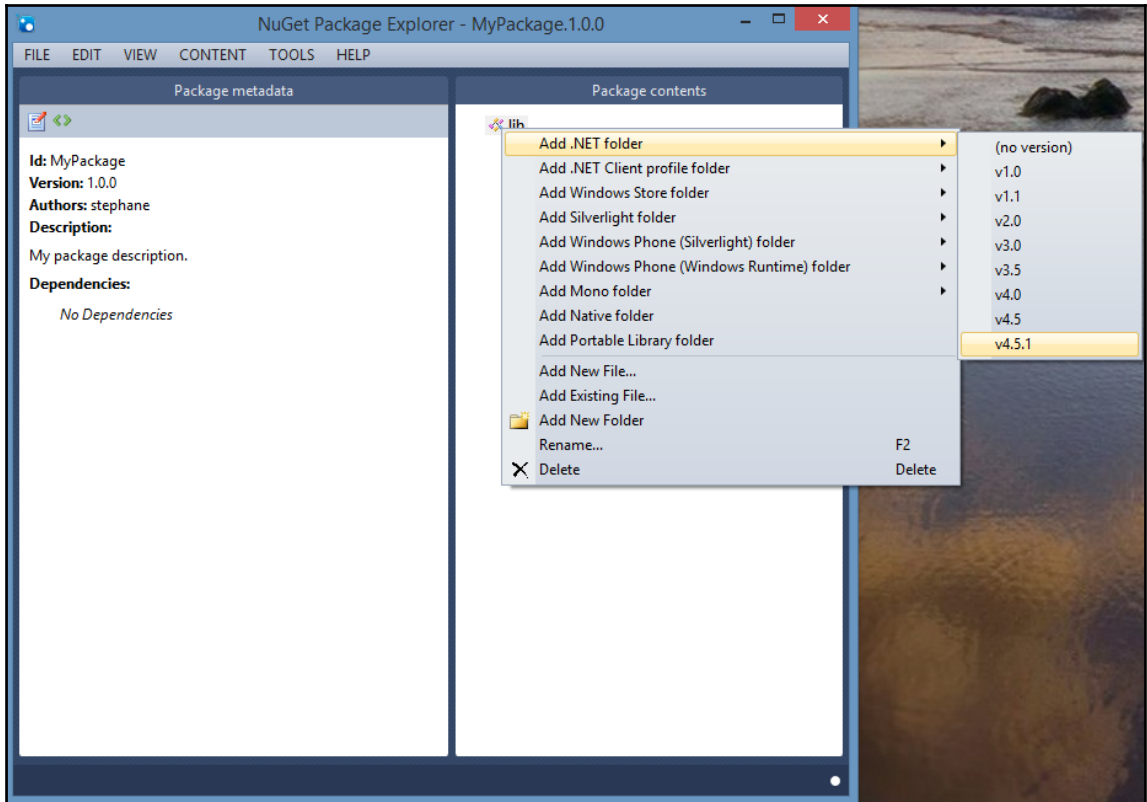 NuGet Package Explorer - MyPackage.1.0.0
FILE EDIT VIEW CONTENT TOOLS HELP
Package metadata
Id: MyPackage
Version: 1.0.0
Authors: stephane
Description:
My package description.
Dependencies:
No Dependencies
Package contents
lib
Add .NET folder
Add .NET Client profile folder
Add Windows Store folder
Add Silverlight folder
Add Windows Phone (Silverlight) folder
Add Windows Phone (Windows Runtime) folder
Add Mono folder
Add Native folder
Add Portable Library folder
Add New File...
Add Existing File...
Add New Folder
Rename... F2
Delete Delete
(no version)
v1.0
v1.1
v2.0
v3.0
v3.5
v4.0
v4.5
v4.5.1